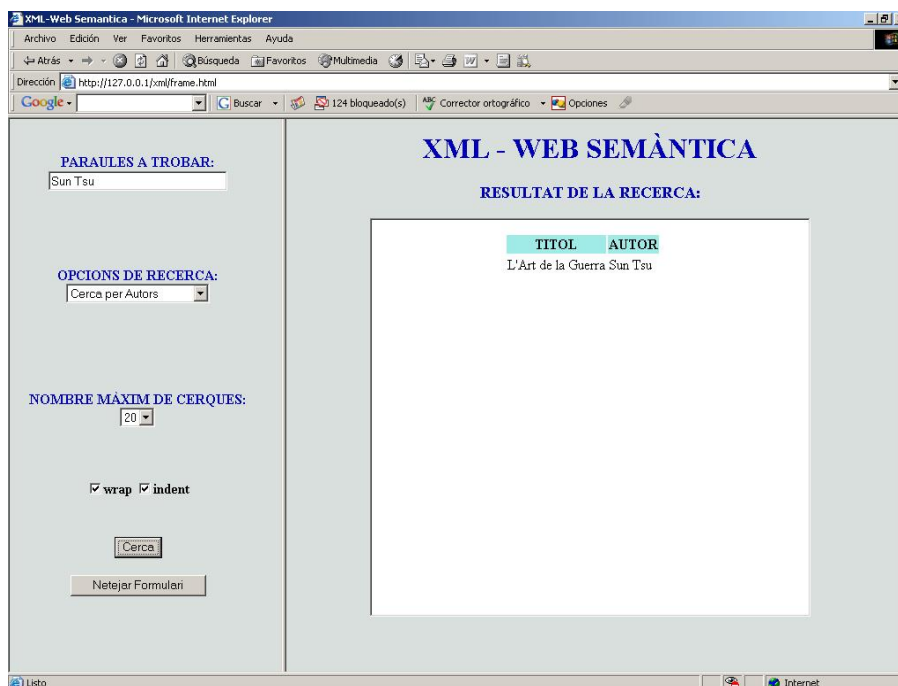 XML-Web Semantica - Microsoft Internet Explorer
Archivo Edición Ver Favoritos Herramientas Ayuda
Atrás Búsqueda Favoritos Multimedia
Dirección http://127.0.0.1/xml/frame.html
Google Buscar 124 bloqueado(s) ABC Corrector ortográfico Opciones
PARAULES A TROBAR:
Sun Tsu
OPCIONS DE RECERCA:
Cerca per Autors
NOMBRE MÀXIM DE CERQUES:
20
wrap indent
Cerca
Netejar Formulari
XML - WEB SEMÀNTICA
RESULTAT DE LA RECERCA:
TITOL AUTOR
L'Art de la Guerra Sun Tsu
Listo Internet